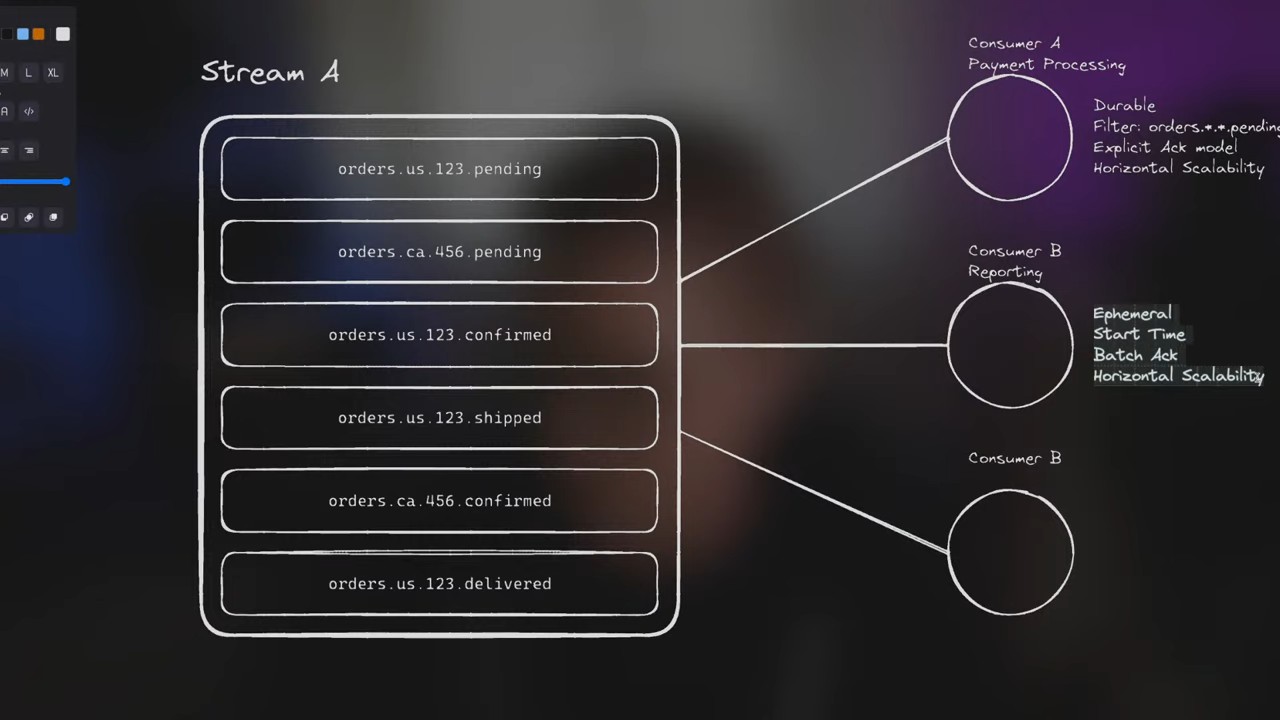 M L XL
A </>
Stream A
orders.us.123.pending
orders.ca.456.pending
orders.us.123.confirmed
orders.us.123.shipped
orders.ca.456.confirmed
orders.us.123.delivered
Consumer A
Payment Processing
Durable
Filter: orders.*.*.pending
Explicit Ack model
Horizontal Scalability
Consumer B
Reporting
Ephemeral
Start Time
Batch Ack
Horizontal Scalability
Consumer B